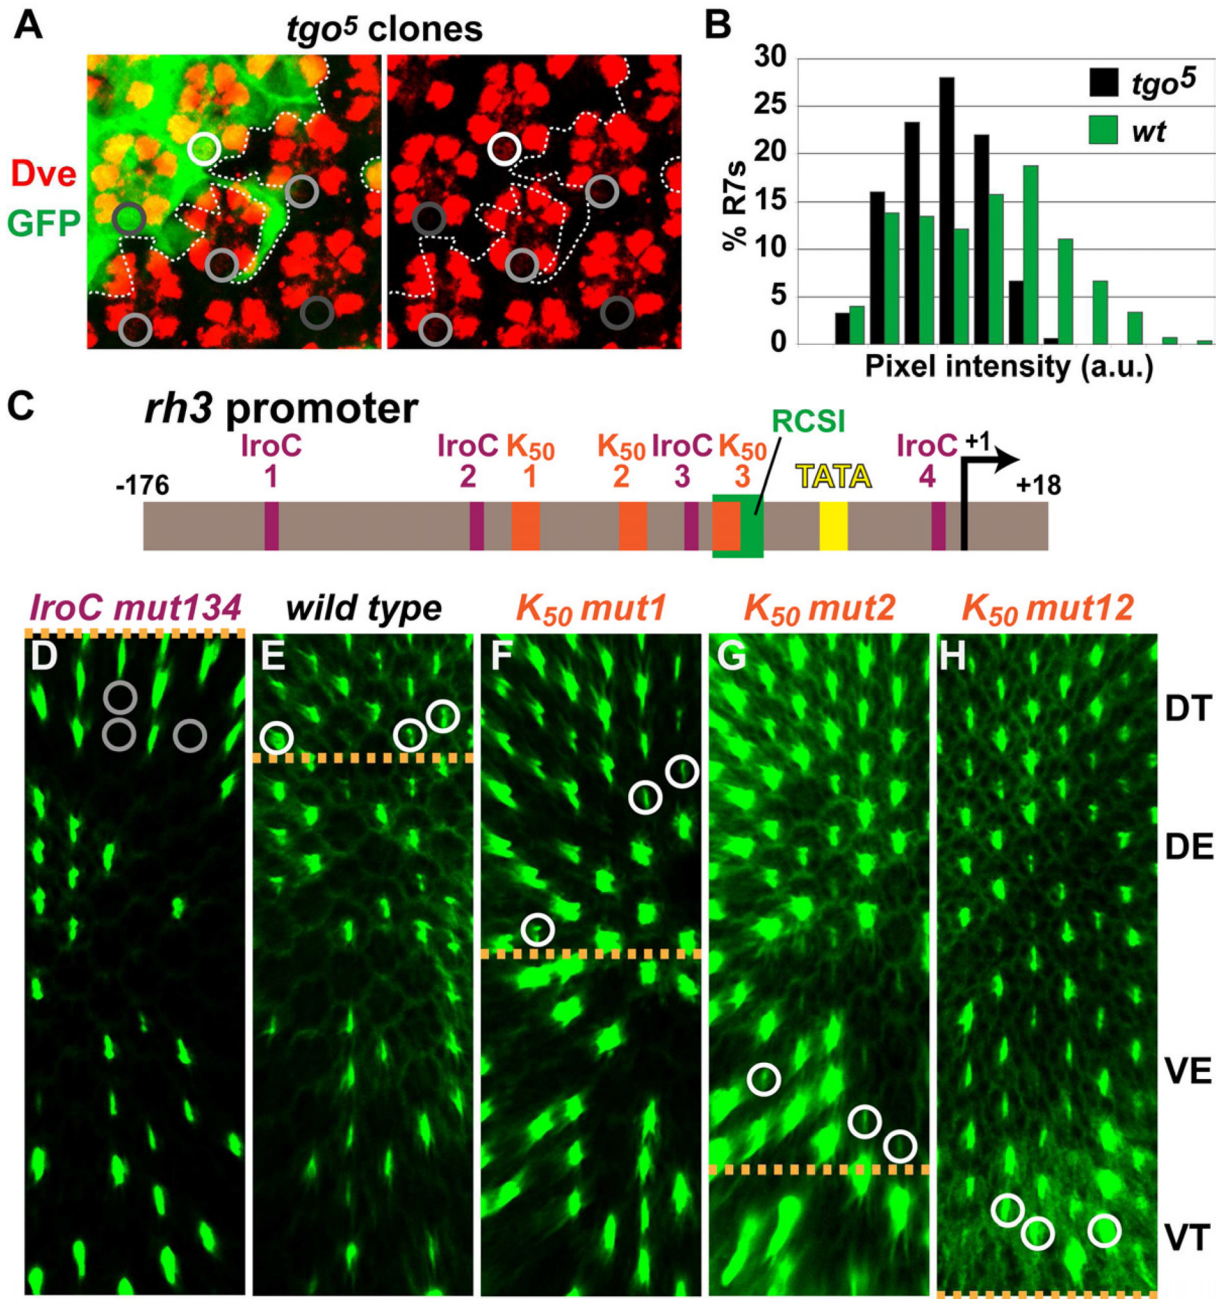 A
tgo5 clones
Dve
GFP
B
30
25
20
15
10
5
0
% R7s
tgo5
wt
Pixel intensity (a.u.)
C
rh3 promoter
RCSI
IroC IroC K50 K50 IroC K50 IroC +1
1 2 1 2 3 3 TATA 4
-176 +18
IroC mut134 wild type K50 mut1 K50 mut2 K50 mut12
D E F G H
DT
DE
VE
VT